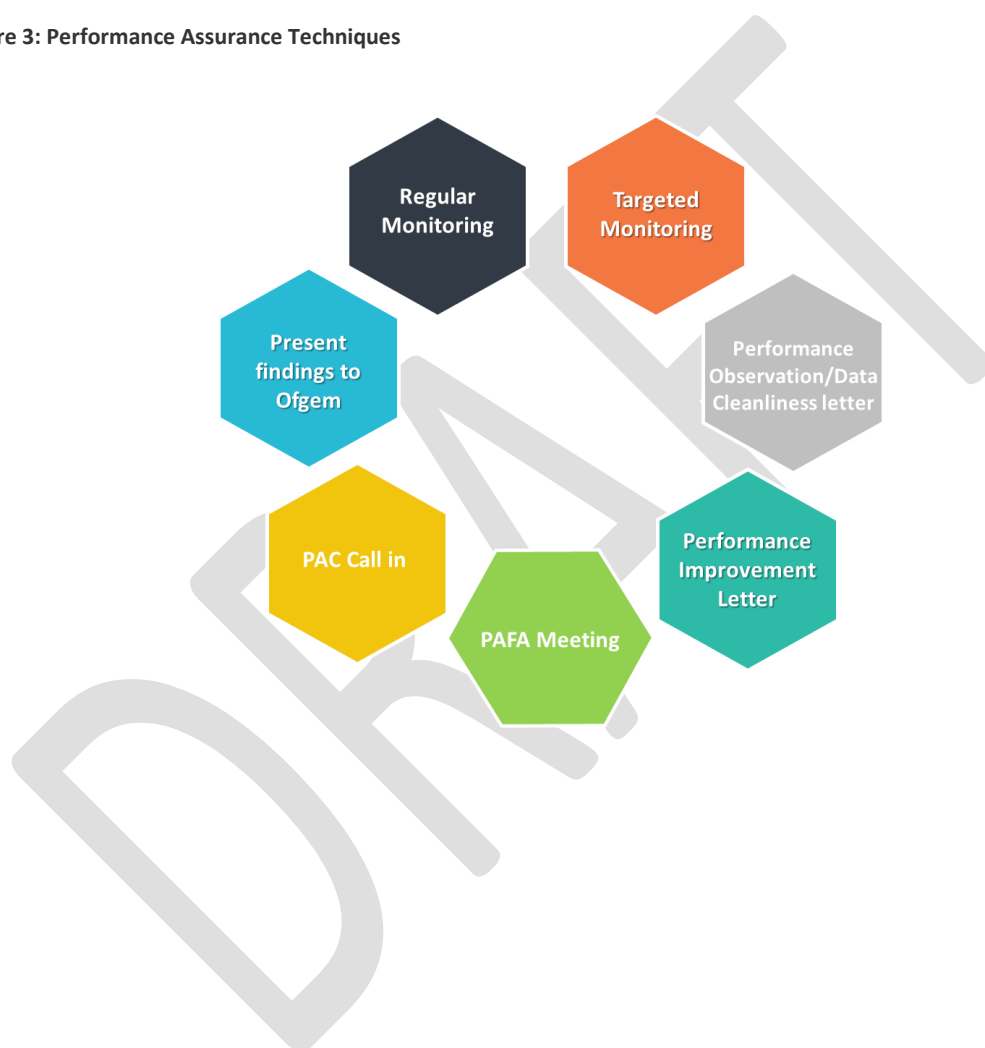 re 3: Performance Assurance Techniques
Regular
Monitoring
Targeted
Monitoring
Present
findings to
Ofgem
Performance
Observation/Data
Cleanliness letter
PAC Call in
Performance
Improvement
Letter
PAFA Meeting
DRAFT